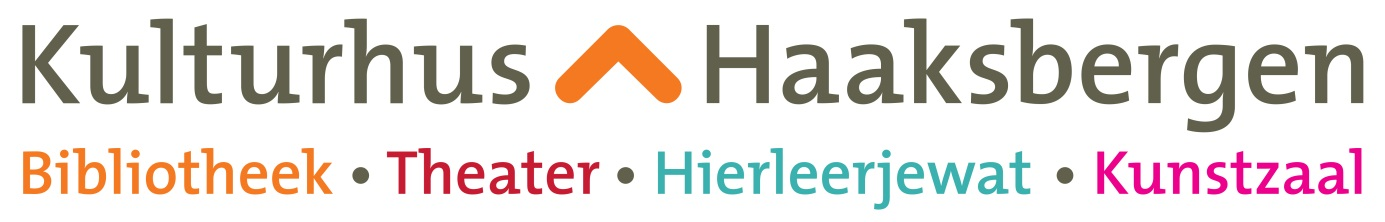 Kulturhus Haaksbergen
Bibliotheek • Theater • Hierleerjewat • Kunstzaal